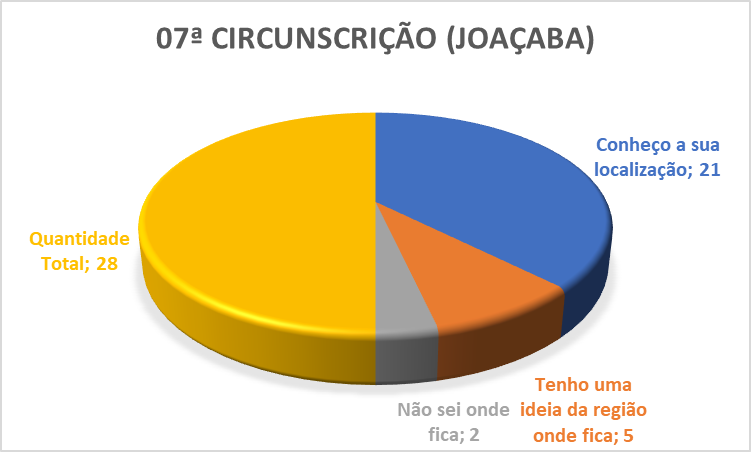 07ª CIRCUNSCRIÇÃO (JOAÇABA)
Conheço a sua
localização; 21
Quantidade
Total; 28
Tenho uma
ideia da região
onde fica; 5
Não sei onde
fica; 2